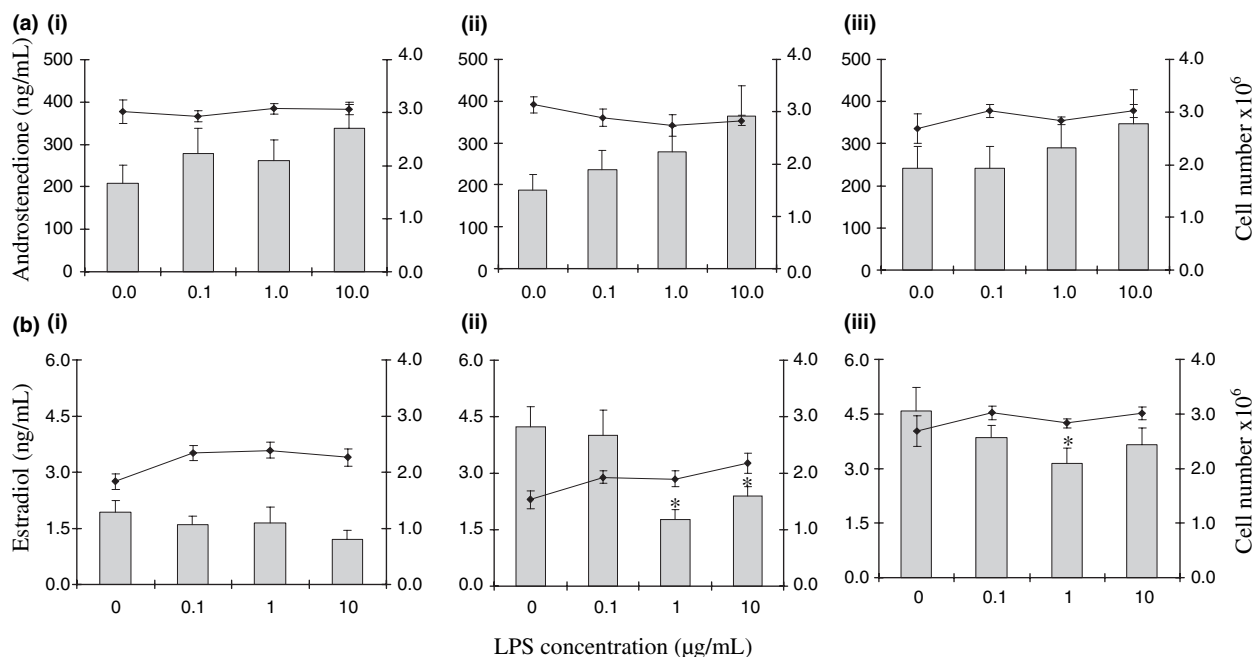 (a) (i) (ii) (iii)
Androstenedione (ng/mL)
500 400 300 200 100 0
4.0 3.0 2.0 1.0 0.0
0.0 0.1 1.0 10.0
500 400 300 200 100 0
4.0 3.0 2.0 1.0 0.0
0.0 0.1 1.0 10.0
500 400 300 200 100 0
4.0 3.0 2.0 1.0 0.0
0.0 0.1 1.0 10.0
Cell number x10⁶
(b) (i) (ii) (iii)
Estradiol (ng/mL)
6.0 4.5 3.0 1.5 0.0
4.0 3.0 2.0 1.0 0.0
0 0.1 1 10
6.0 4.5 3.0 1.5 0.0
* *
4.0 3.0 2.0 1.0 0.0
0 0.1 1 10
6.0 4.5 3.0 1.5 0.0
*
4.0 3.0 2.0 1.0 0.0
0 0.1 1 10
Cell number x10⁶
LPS concentration (µg/mL)